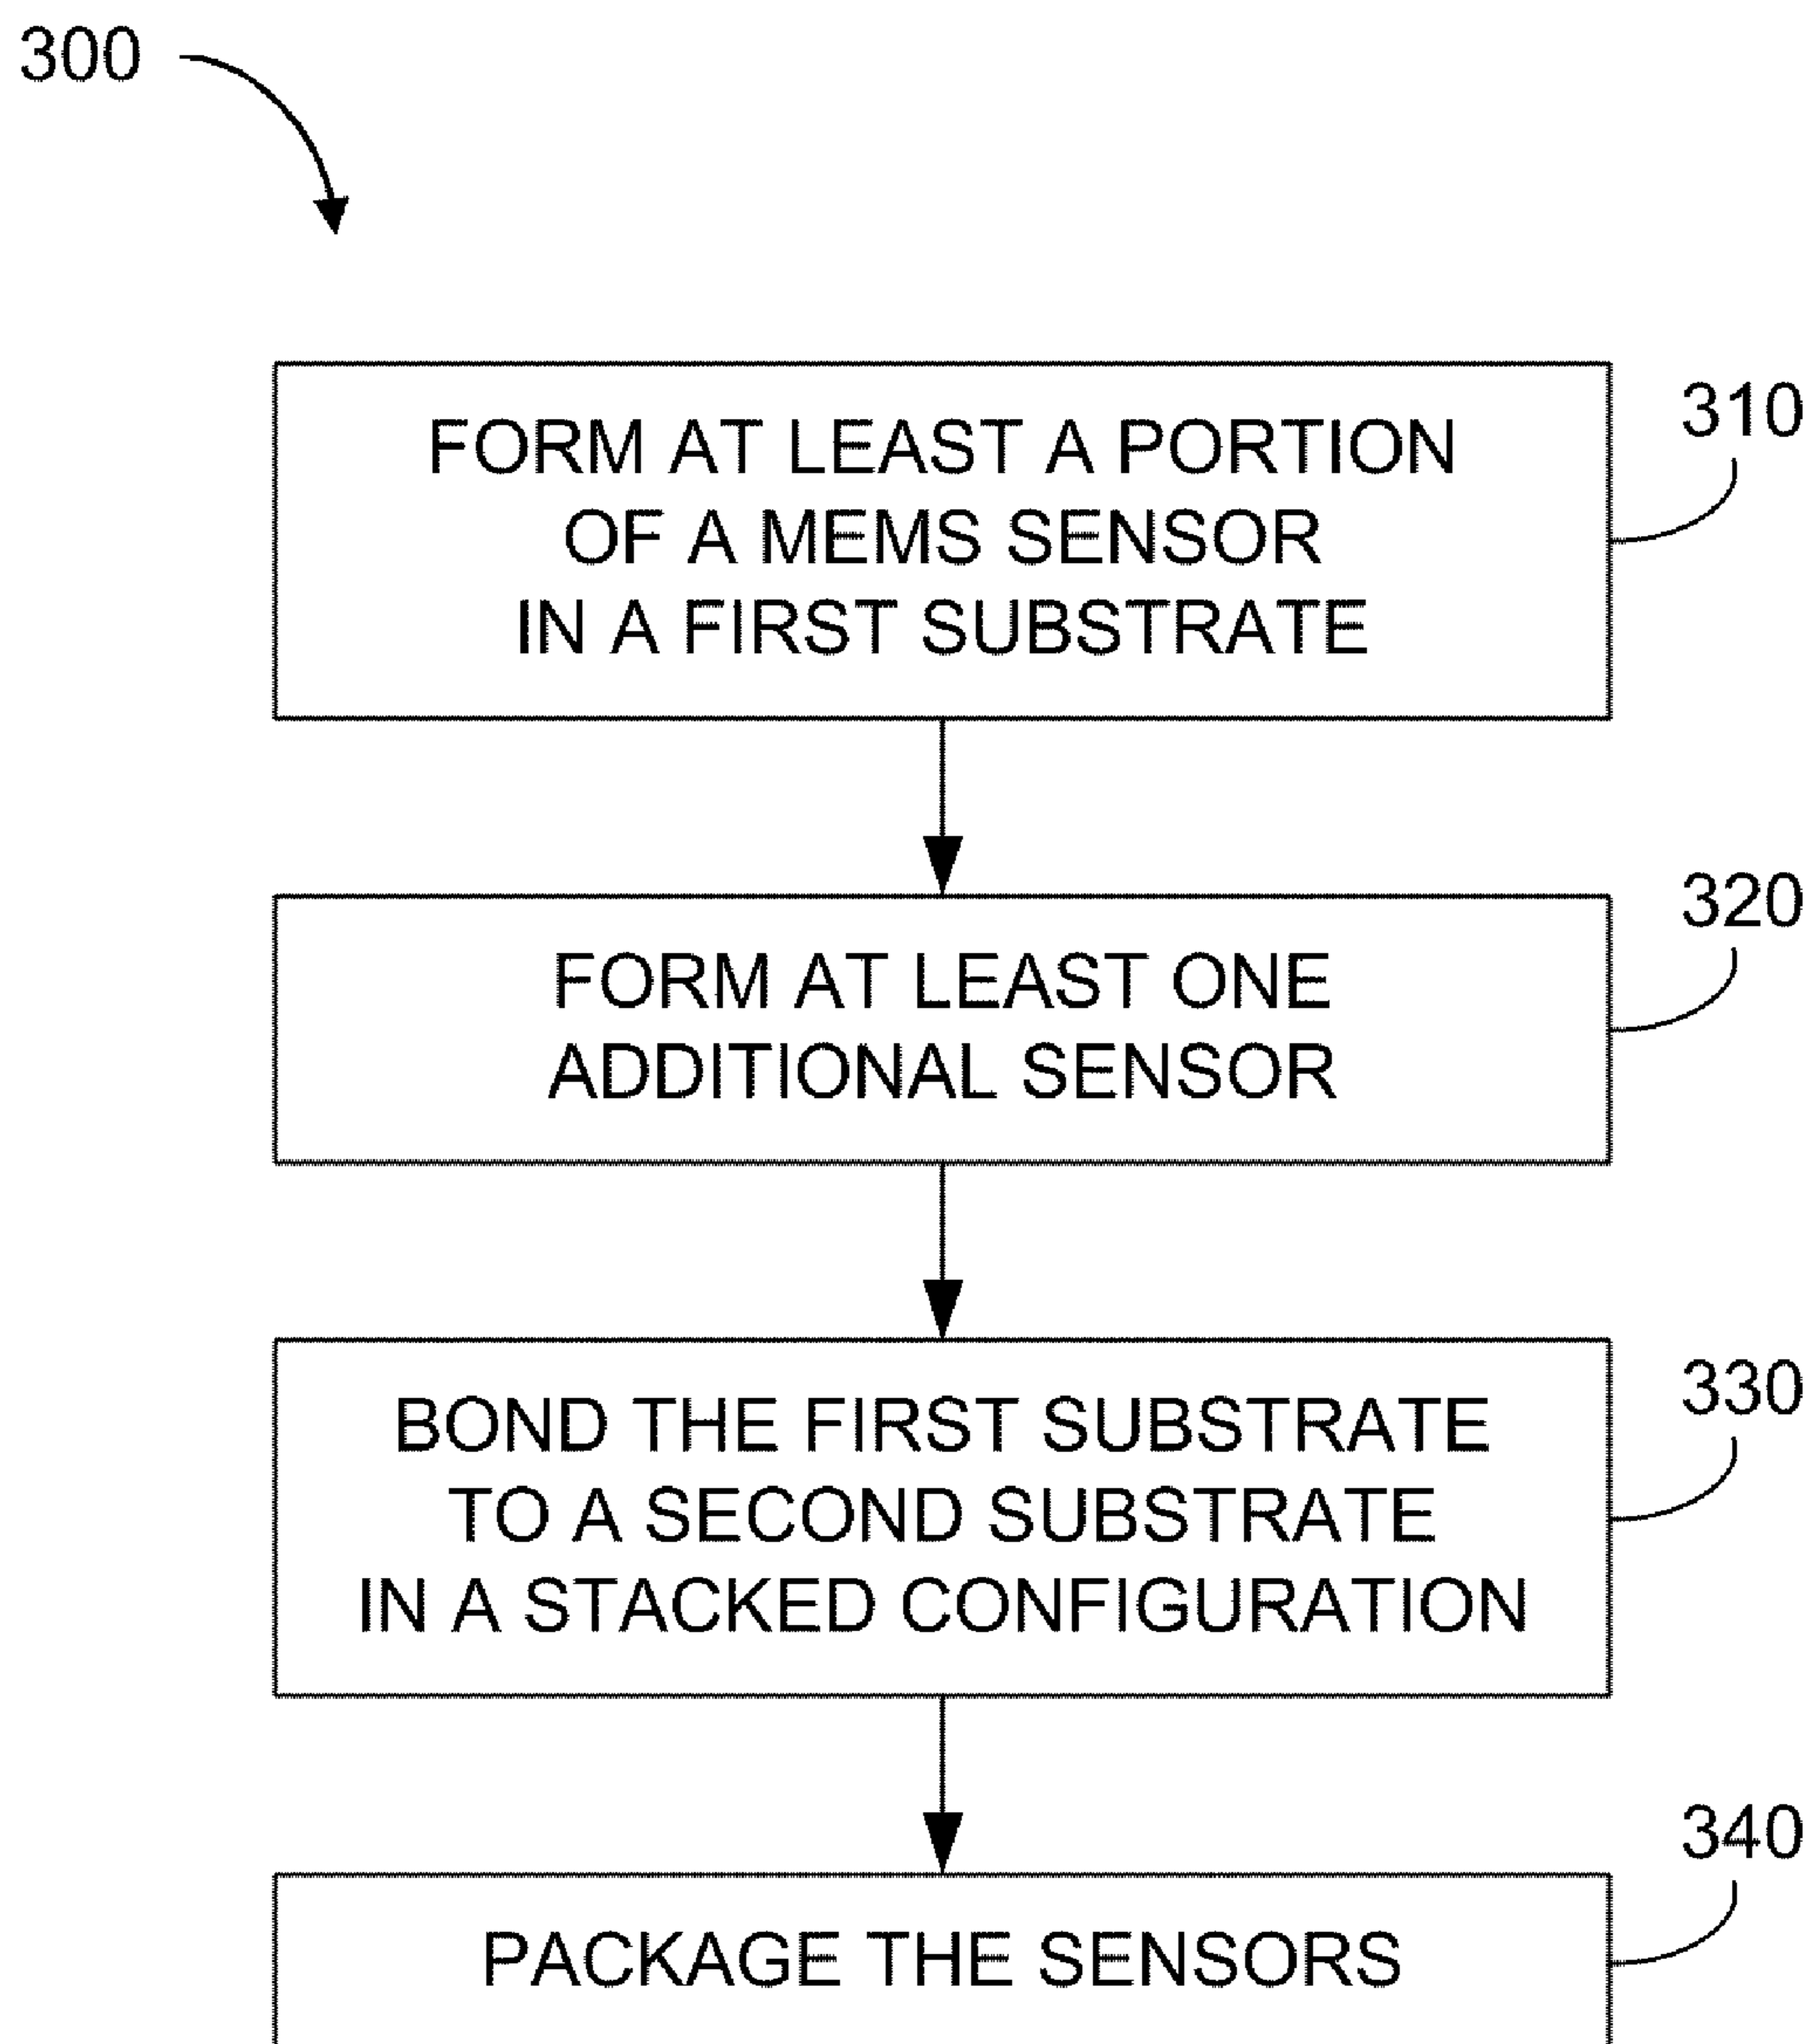 300
FORM AT LEAST A PORTION
OF A MEMS SENSOR
IN A FIRST SUBSTRATE
310
FORM AT LEAST ONE
ADDITIONAL SENSOR
320
BOND THE FIRST SUBSTRATE
TO A SECOND SUBSTRATE
IN A STACKED CONFIGURATION
330
PACKAGE THE SENSORS
340